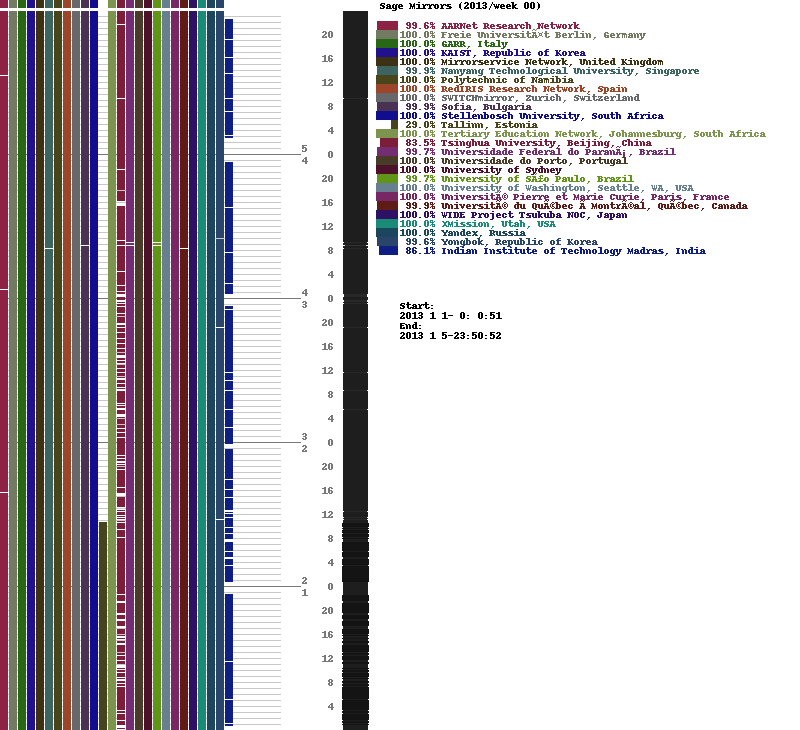 Sage Mirrors (2013/week 00)
99.6% AARNet Research Network
100.0% Freie UniversitÃ×t Berlin, Germany
100.0% GARR, Italy
100.0% KAIST, Republic of Korea
100.0% Mirrorservice Network, United Kingdom
99.9% Nanyang Technological University, Singapore
100.0% Polytechnic of Namibia
100.0% RedIRIS Research Network, Spain
100.0% SWITCHmirror, Zurich, Switzerland
99.9% Sofia, Bulgaria
100.0% Stellenbosch University, South Africa
29.0% Tallinn, Estonia
100.0% Tertiary Education Network, Johannesburg, South Africa
83.5% Tsinghua University, Beijing, China
99.7% Universidade Federal do ParanÃ¡, Brazil
100.0% Universidade do Porto, Portugal
100.0% University of Sydney
99.7% University of SÃ£o Paulo, Brazil
100.0% University of Washington, Seattle, WA, USA
100.0% UniversitÃ© Pierre et Marie Curie, Paris, France
99.9% UniversitÃ© du QuÃ©bec Ã MontrÃ©al, QuÃ©bec, Canada
100.0% WIDE Project Tsukuba NOC, Japan
100.0% XMission, Utah, USA
100.0% Yandex, Russia
99.6% Yongbok, Republic of Korea
86.1% Indian Institute of Technology Madras, India
Start:
2013 1 1- 0: 0:51
End:
2013 1 5-23:50:52
20
16
12
8
4
5
0
4
20
16
12
8
4
4
0
3
20
16
12
8
4
3
0
2
20
16
12
8
4
2
0
1
20
16
12
8
4